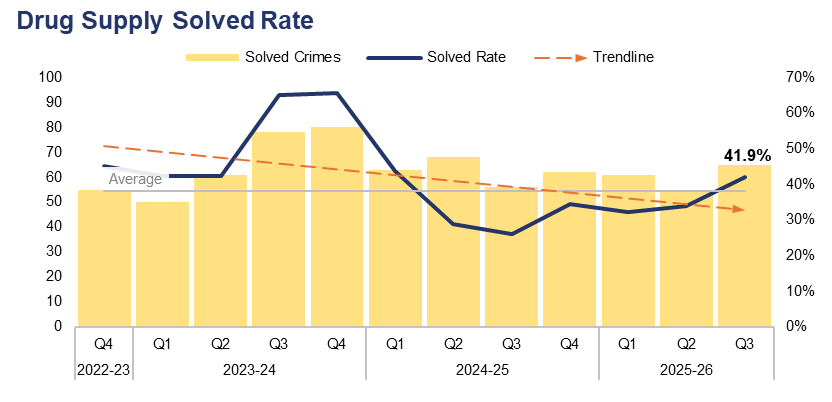 Drug Supply Solved Rate
Solved Crimes Solved Rate Trendline
100 70%
90 60%
80 50%
70 41.9%
60 Average 40%
50 30%
40
30 20%
20 10%
10
0 0%
Q4 Q1 Q2 Q3 Q4 Q1 Q2 Q3 Q4 Q1 Q2 Q3
2022-23 2023-24 2024-25 2025-26